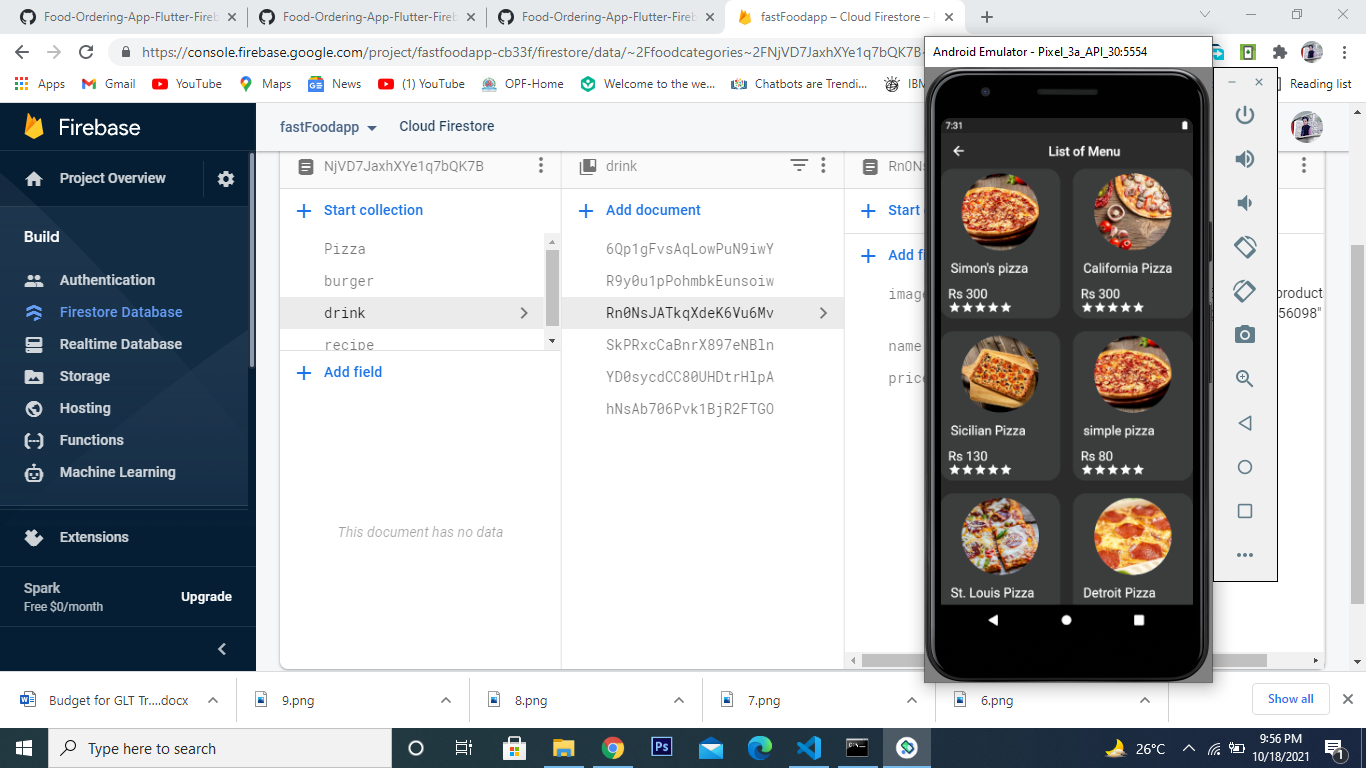 Food-Ordering-App-Flutter-Fireb
Food-Ordering-App-Flutter-Fireb
Food-Ordering-App-Flutter-Fireb
fastFoodapp – Cloud Firestore –
https://console.firebase.google.com/project/fastfoodapp-cb33f/firestore/data/~2Ffoodcategories~2FNjVD7JaxhXYe1q7bQK7B
Apps
Gmail
YouTube
Maps
News
(1) YouTube
OPF-Home
Welcome to the we...
Chatbots are Trendi...
IBM
Reading list
Firebase
Project Overview
Build
Authentication
Firestore Database
Realtime Database
Storage
Hosting
Functions
Machine Learning
Extensions
Spark
Free $0/month
Upgrade
fastFoodapp
Cloud Firestore
NjVD7JaxhXYe1q7bQK7B
Start collection
Pizza
burger
drink
recipe
Add field
This document has no data
drink
Add document
6Qp1gFvsAqLowPuN9iwY
R9y0u1pPohmbkEunsoiw
Rn0NsJATkqXdeK6Vu6Mv
SkPRxcCaBnrX897eNBln
YD0sycdCC80UHDtrHlpA
hNsAb706Pvk1BjR2FTGO
Rn0Ns
Start
Add fi
image
name
price
product
56098"
Android Emulator - Pixel_3a_API_30:5554
7:31
List of Menu
Simon's pizza
Rs 300
California Pizza
Rs 300
Sicilian Pizza
Rs 130
simple pizza
Rs 80
St. Louis Pizza
Detroit Pizza
Budget for GLT Tr....docx
9.png
8.png
7.png
6.png
Show all
Type here to search
Ps
26°C
9:56 PM
10/18/2021
1